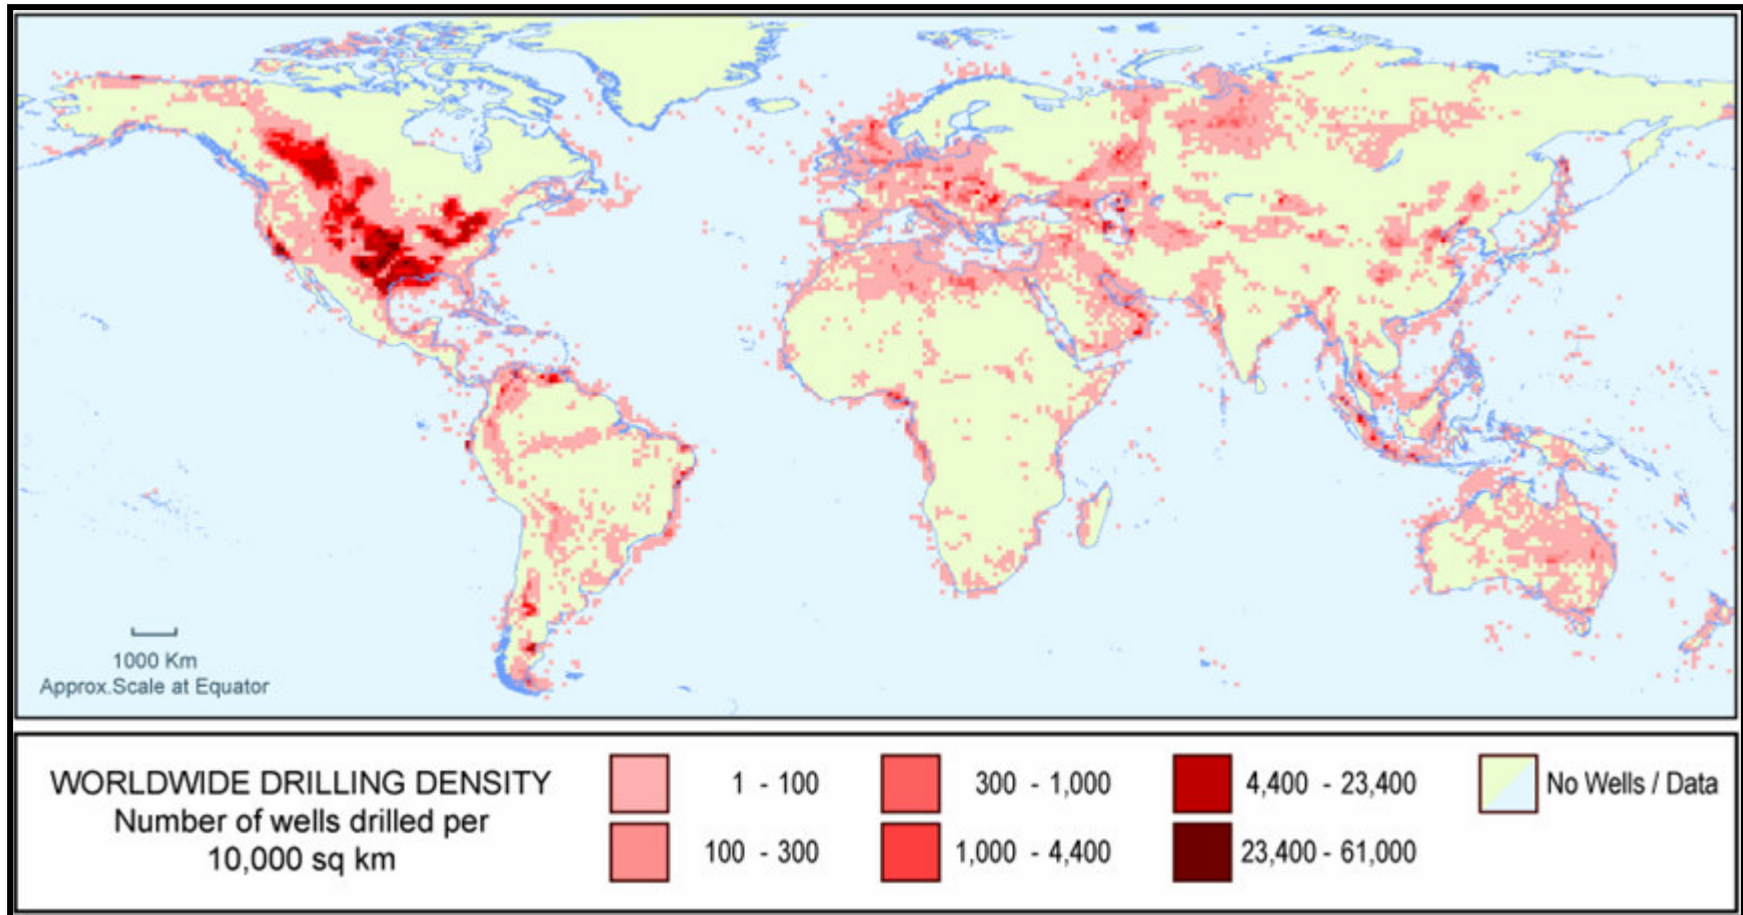 1000 Km
Approx.Scale at Equator
WORLDWIDE DRILLING DENSITY
Number of wells drilled per
10,000 sq km
1 - 100
100 - 300
300 - 1,000
1,000 - 4,400
4,400 - 23,400
23,400 - 61,000
No Wells / Data